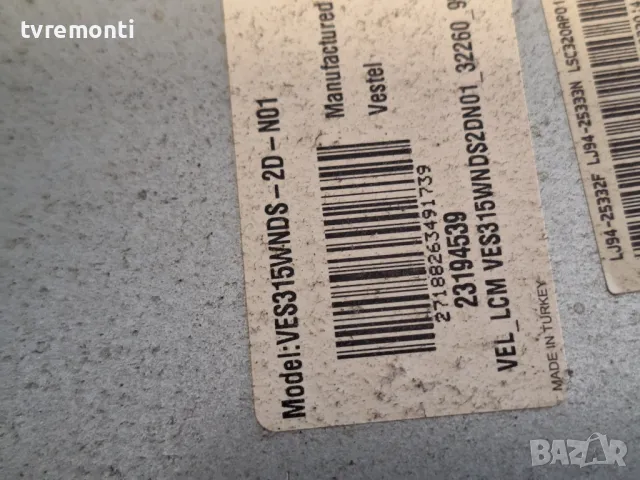 tvremonti
Model:VES315WNDS-2D-N01
Manufactured
Vestel
27188263491739
23194539
VEL_LCM VES315WNDS2DN01_32260_9
MADE IN TURKEY
LJ94-25332F LJ94-25333N LSC320AP01
BAZAR